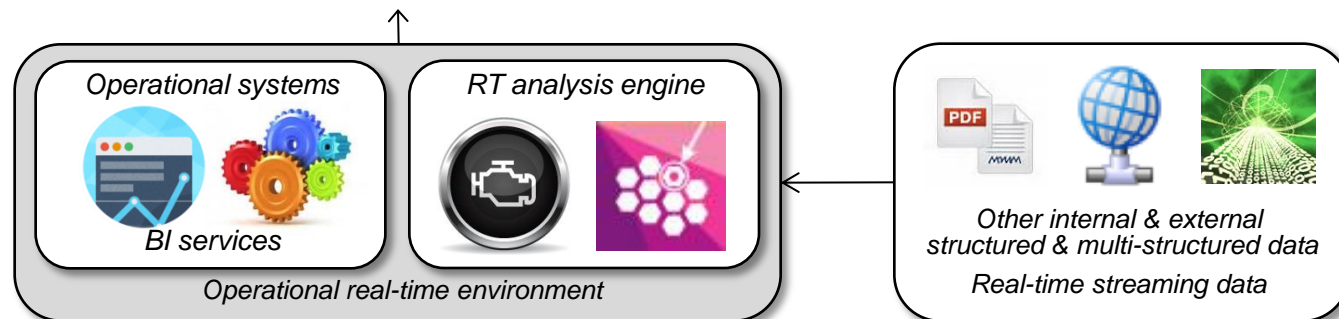 Operational systems
BI services
RT analysis engine
Operational real-time environment
PDF
Other internal & external
structured & multi-structured data
Real-time streaming data